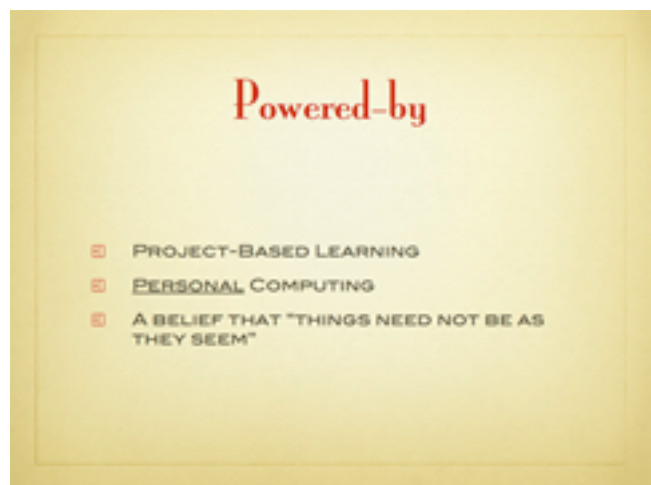 Powered-by
Project-Based Learning
Personal Computing
A belief that "things need not be as
they seem"